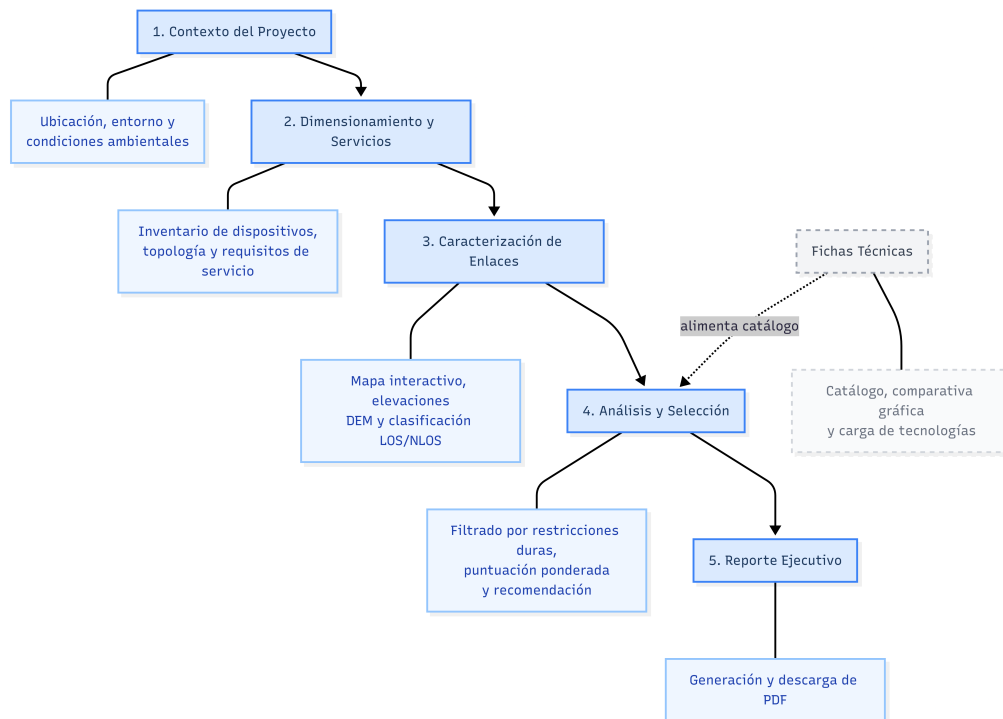 1. Contexto del Proyecto
Ubicación, entorno y
condiciones ambientales
2. Dimensionamiento y
Servicios
Inventario de dispositivos,
topología y requisitos de
servicio
3. Caracterización de
Enlaces
Fichas Técnicas
alimenta catálogo
Mapa interactivo,
elevaciones
DEM y clasificación
LOS/NLOS
Catálogo, comparativa
gráfica
y carga de tecnologías
4. Análisis y Selección
Filtrado por restricciones
duras,
puntuación ponderada
y recomendación
5. Reporte Ejecutivo
Generación y descarga de
PDF